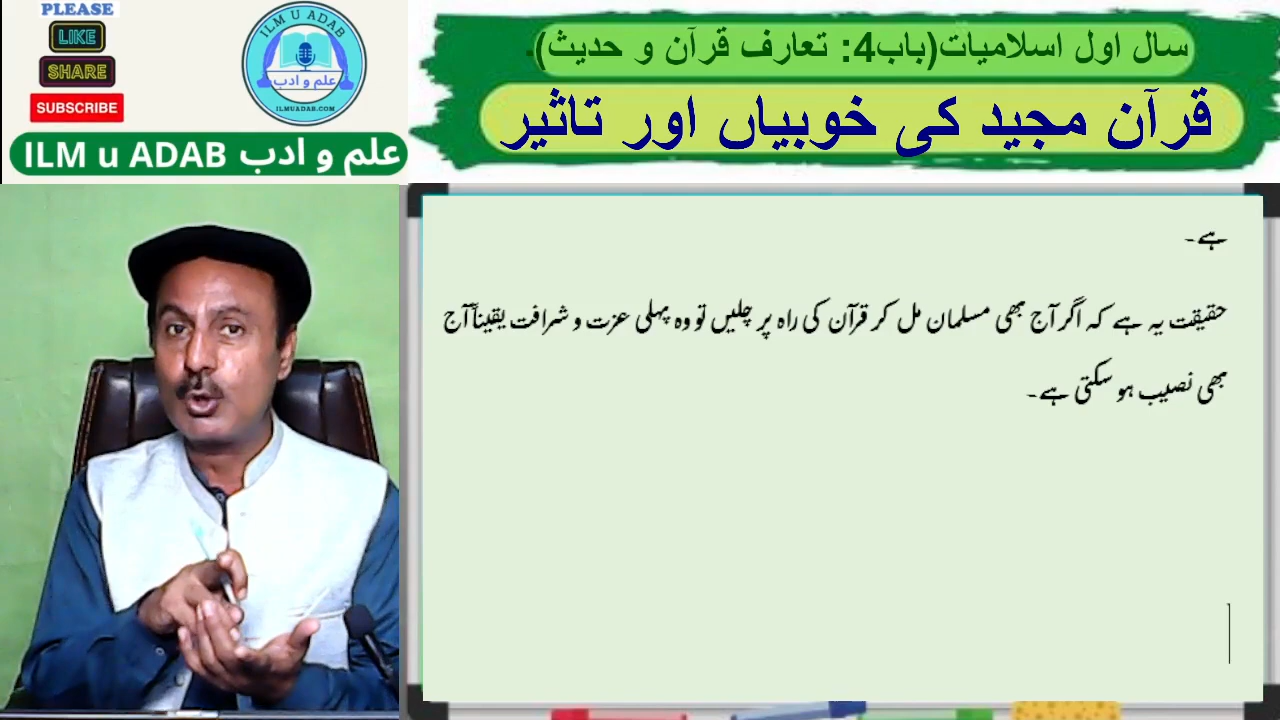 PLEASE
LIKE
SHARE
SUBSCRIBE
ILM U ADAB
علم و ادب
ILMUADAB.COM
ILM u ADAB علم و ادب
سال اول اسلامیات(باب4: تعارف قرآن و حدیث)۔
قرآن مجید کی خوبیاں اور تاثیر
ہے۔
حقیقت یہ ہے کہ اگر آج بھی مسلمان مل کر قرآن کی راہ پر چلیں تو وہ پہلی عزت و شرافت یقیناً آج
بھی نصیب ہو سکتی ہے۔